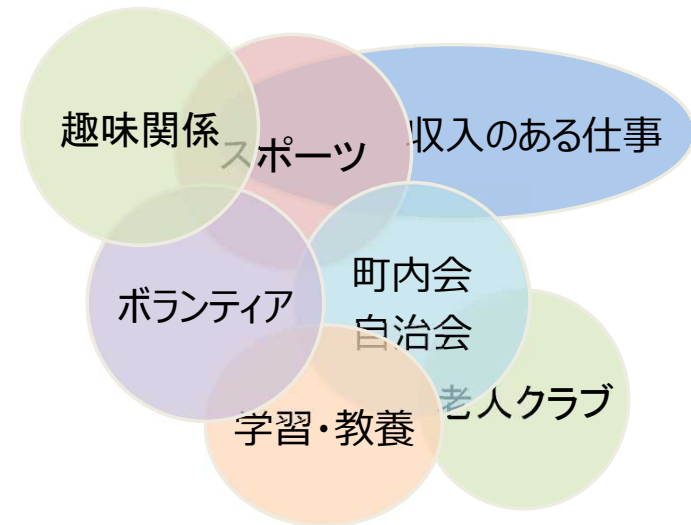 趣味関係
スポーツ
収入のある仕事
ボランティア
町内会
自治会
学習・教養
老人クラブ